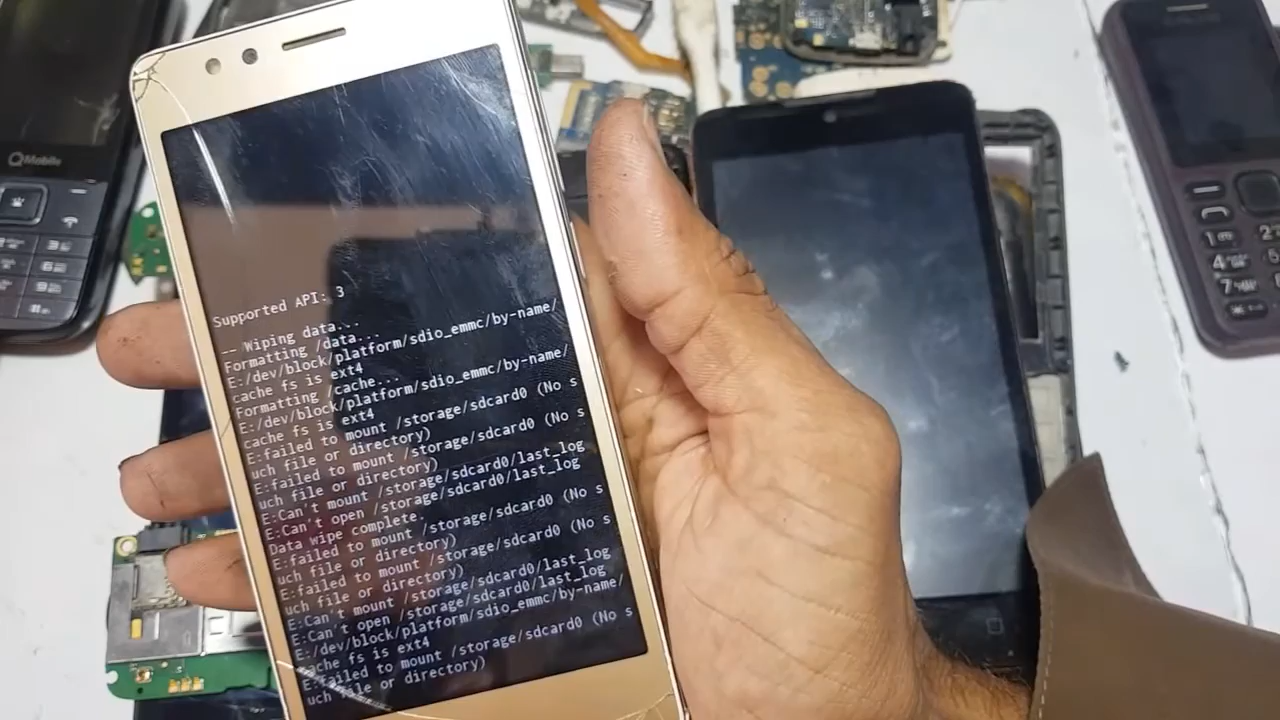 QMobile
Supported API: 3
-- Wiping data...
Formatting /data...
E:/dev/block/platform/sdio_emmc/by-name/
cache fs is ext4
Formatting /cache...
E:/dev/block/platform/sdio_emmc/by-name/
cache fs is ext4
E:failed to mount /storage/sdcard0 (No s
uch file or directory)
E:failed to mount /storage/sdcard0 (No s
uch file or directory)
E:Can't mount /storage/sdcard0/last_log
E:Can't open /storage/sdcard0/last_log
Data wipe complete.
E:failed to mount /storage/sdcard0 (No s
uch file or directory)
E:failed to mount /storage/sdcard0 (No s
uch file or directory)
E:Can't mount /storage/sdcard0/last_log
E:Can't open /storage/sdcard0/last_log
E:/dev/block/platform/sdio_emmc/by-name/
cache fs is ext4
E:failed to mount /storage/sdcard0 (No s
uch file or directory)